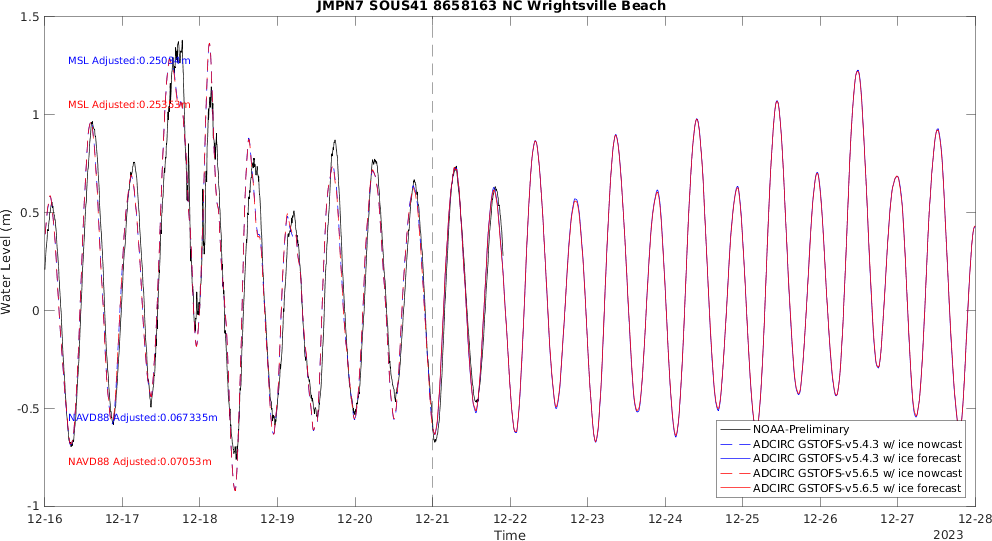 JMPN7 SOUS41 8658163 NC Wrightsville Beach
1.5
1
0.5
0
-0.5
-1
Water Level (m)
MSL Adjusted:0.25094m
MSL Adjusted:0.25353m
NAVD88 Adjusted:0.067335m
NAVD88 Adjusted:0.07053m
NOAA-Preliminary
ADCIRC GSTOFS-v5.4.3 w/ ice nowcast
ADCIRC GSTOFS-v5.4.3 w/ ice forecast
ADCIRC GSTOFS-v5.6.5 w/ ice nowcast
ADCIRC GSTOFS-v5.6.5 w/ ice forecast
12-16 12-17 12-18 12-19 12-20 12-21 12-22 12-23 12-24 12-25 12-26 12-27 12-28
Time
2023